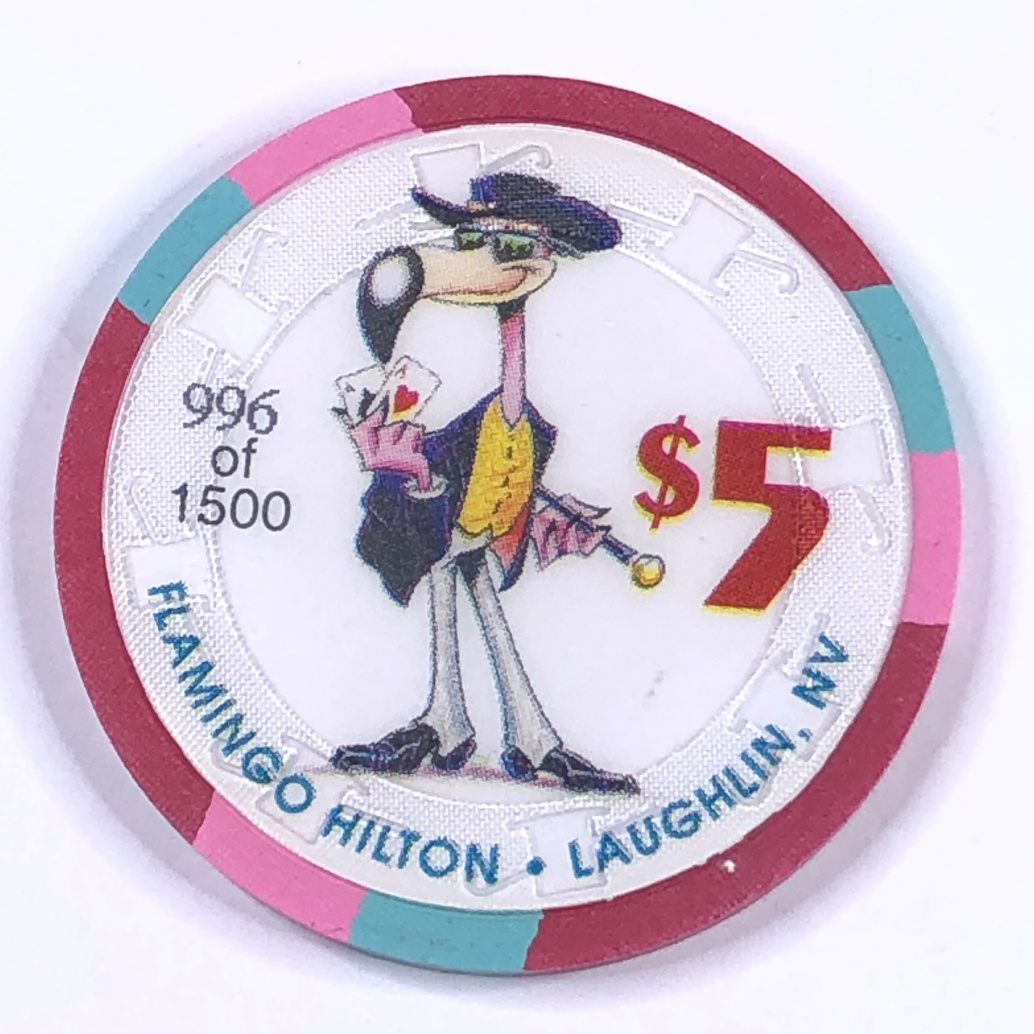 996
of
1500
$5
FLAMINGO HILTON • LAUGHLIN, NV